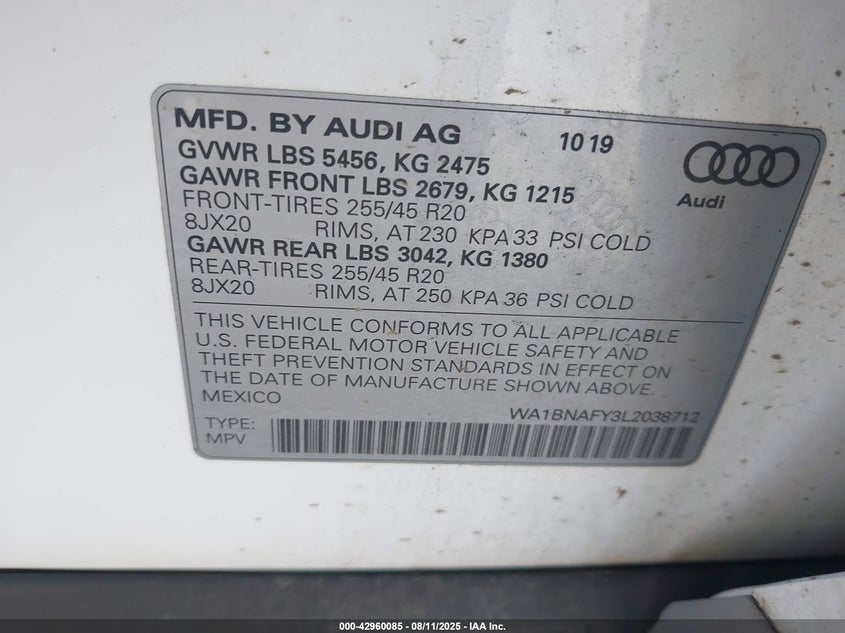 MFD. BY AUDI AG 10 19
GVWR LBS 5456, KG 2475
GAWR FRONT LBS 2679, KG 1215
Audi
FRONT-TIRES 255/45 R20
8JX20 RIMS, AT 230 KPA 33 PSI COLD
GAWR REAR LBS 3042, KG 1380
REAR-TIRES 255/45 R20
8JX20 RIMS, AT 250 KPA 36 PSI COLD
THIS VEHICLE CONFORMS TO ALL APPLICABLE
U.S. FEDERAL MOTOR VEHICLE SAFETY AND
THEFT PREVENTION STANDARDS IN EFFECT ON
THE DATE OF MANUFACTURE SHOWN ABOVE.
MEXICO
WA1BNAFY3L2038712
TYPE:
MPV
000-42960085 - 08/11/2025 - IAA Inc.